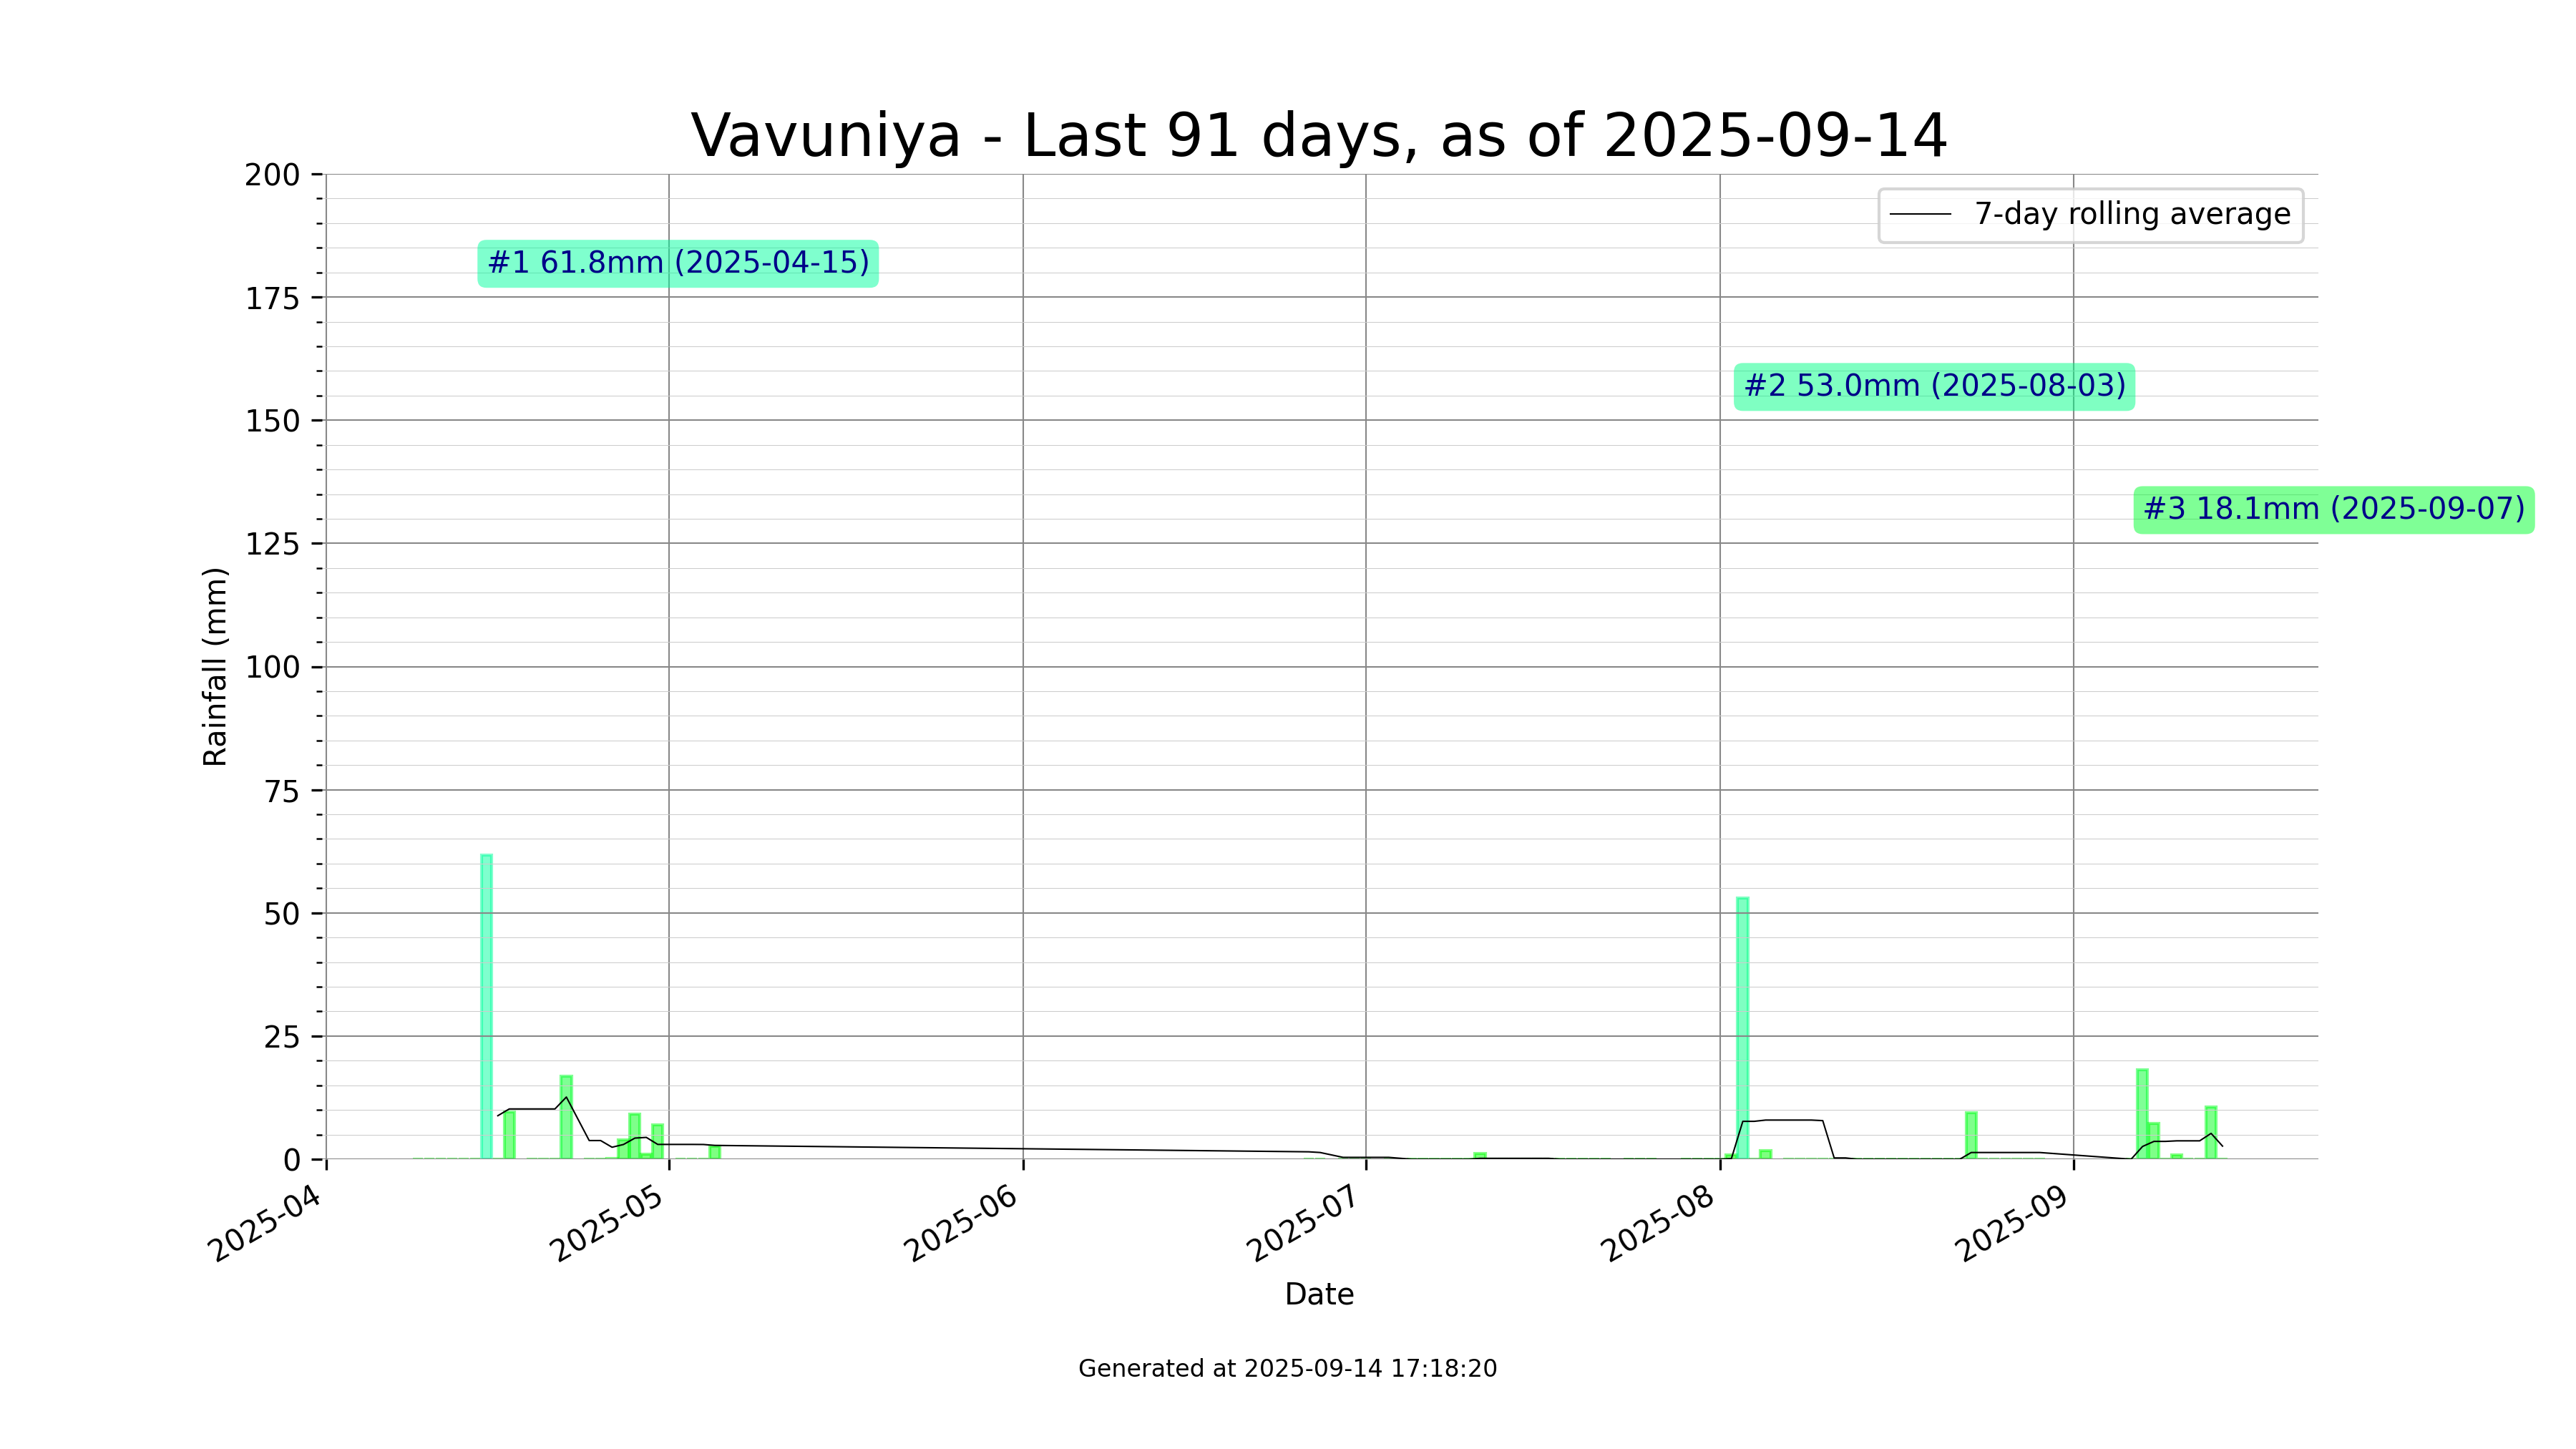 Vavuniya - Last 91 days, as of 2025-09-14
7-day rolling average
#1 61.8mm (2025-04-15)
#2 53.0mm (2025-08-03)
#3 18.1mm (2025-09-07)
Rainfall (mm)
200
175
150
125
100
75
50
25
0
2025-04
2025-05
2025-06
2025-07
2025-08
2025-09
Date
Generated at 2025-09-14 17:18:20